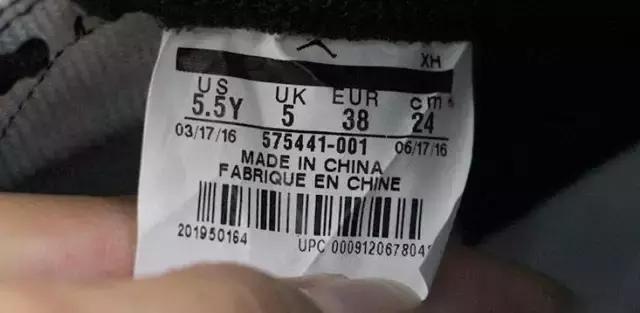 XH
US UK EUR cm
5.5Y 5 38 24
03/17/16 575441-001 06/17/16
MADE IN CHINA
FABRIQUE EN CHINE
201950164 UPC 0009120678041